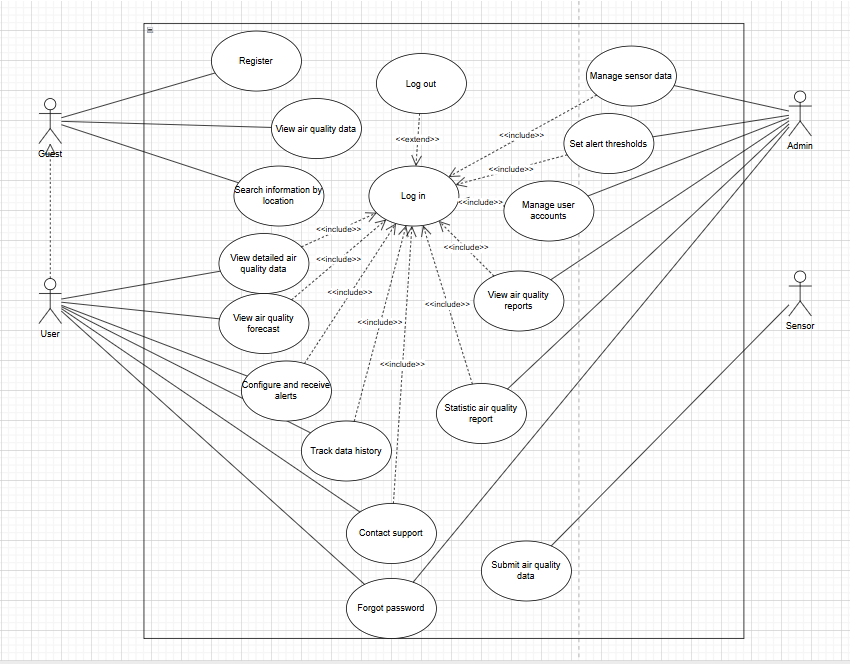 Register
Log out
Manage sensor data
Guest
View air quality data
<<extend>>
<<include>>
Set alert thresholds
Admin
<<include>>
Search information by
location
Log in
<<include>>
Manage user
accounts
<<include>>
<<include>>
View detailed air
quality data
<<include>>
<<include>>
View air quality
reports
<<include>>
User
View air quality
forecast
<<include>>
Sensor
<<include>>
Configure and receive
alerts
Statistic air quality
report
Track data history
Contact support
Submit air quality
data
Forgot password